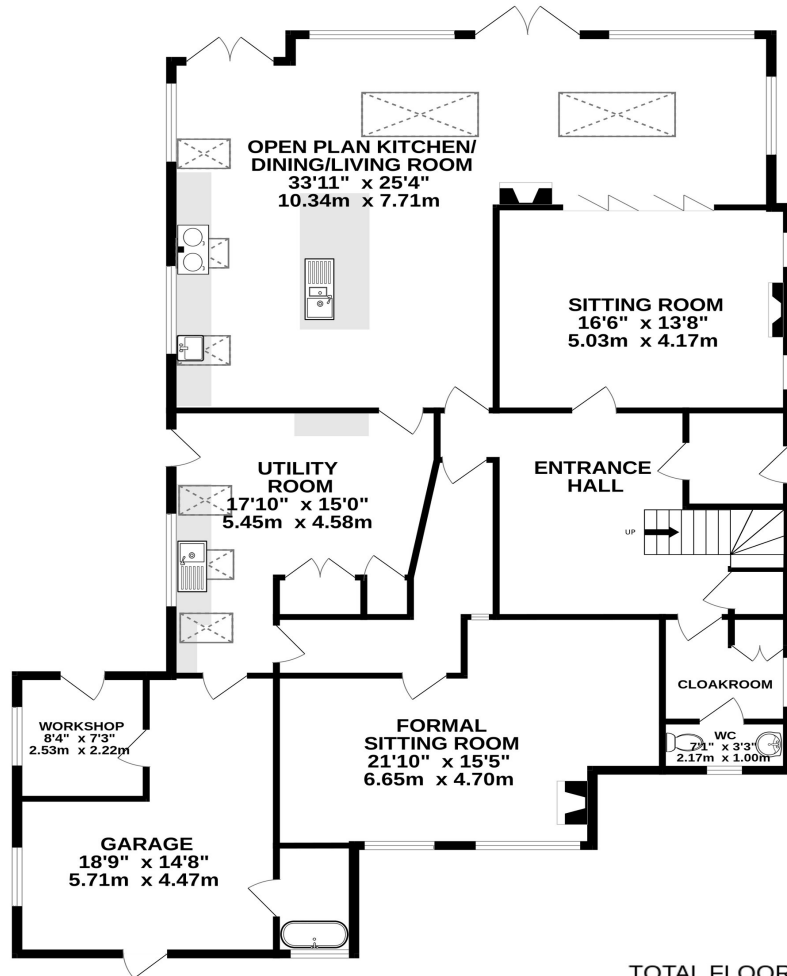 OPEN PLAN KITCHEN/
DINING/LIVING ROOM
33'11" x 25'4"
10.34m x 7.71m
SITTING ROOM
16'6" x 13'8"
5.03m x 4.17m
UTILITY
ROOM
17'10" x 15'0"
5.45m x 4.58m
ENTRANCE
HALL
UP
CLOAKROOM
WORKSHOP
8'4" x 7'3"
2.53m x 2.22m
FORMAL
SITTING ROOM
21'10" x 15'5"
6.65m x 4.70m
WC
7'1" x 3'3"
2.17m x 1.00m
GARAGE
18'9" x 14'8"
5.71m x 4.47m
TOTAL FLOOR